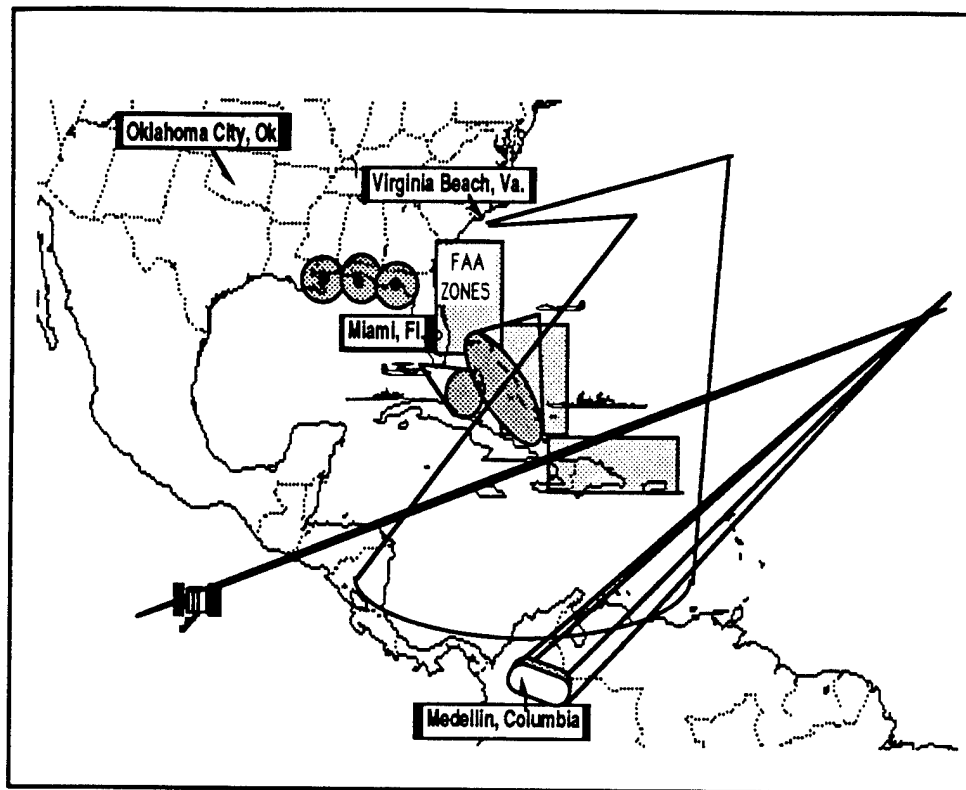 Oklahoma City, Ok
Virginia Beach, Va.
FAA
ZONES
Miami, Fl.
Medellin, Columbia